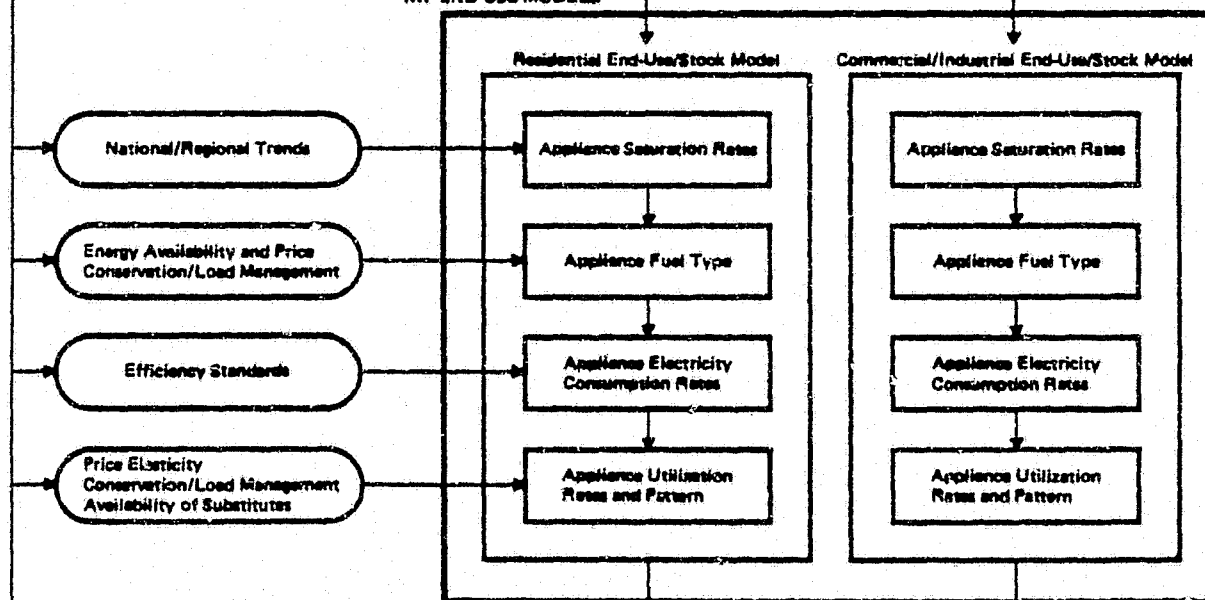 Residential End-Use/Stock Model
Commercial/Industrial End-Use/Stock Model
National/Regional Trends
Appliance Saturation Rates
Appliance Saturation Rates
Energy Availability and Price
Conservation/Load Management
Appliance Fuel Type
Appliance Fuel Type
Efficiency Standards
Appliance Electricity
Consumption Rates
Appliance Electricity
Consumption Rates
Price Elasticity
Conservation/Load Management
Availability of Substitutes
Appliance Utilization
Rates and Pattern
Appliance Utilization
Rates and Pattern